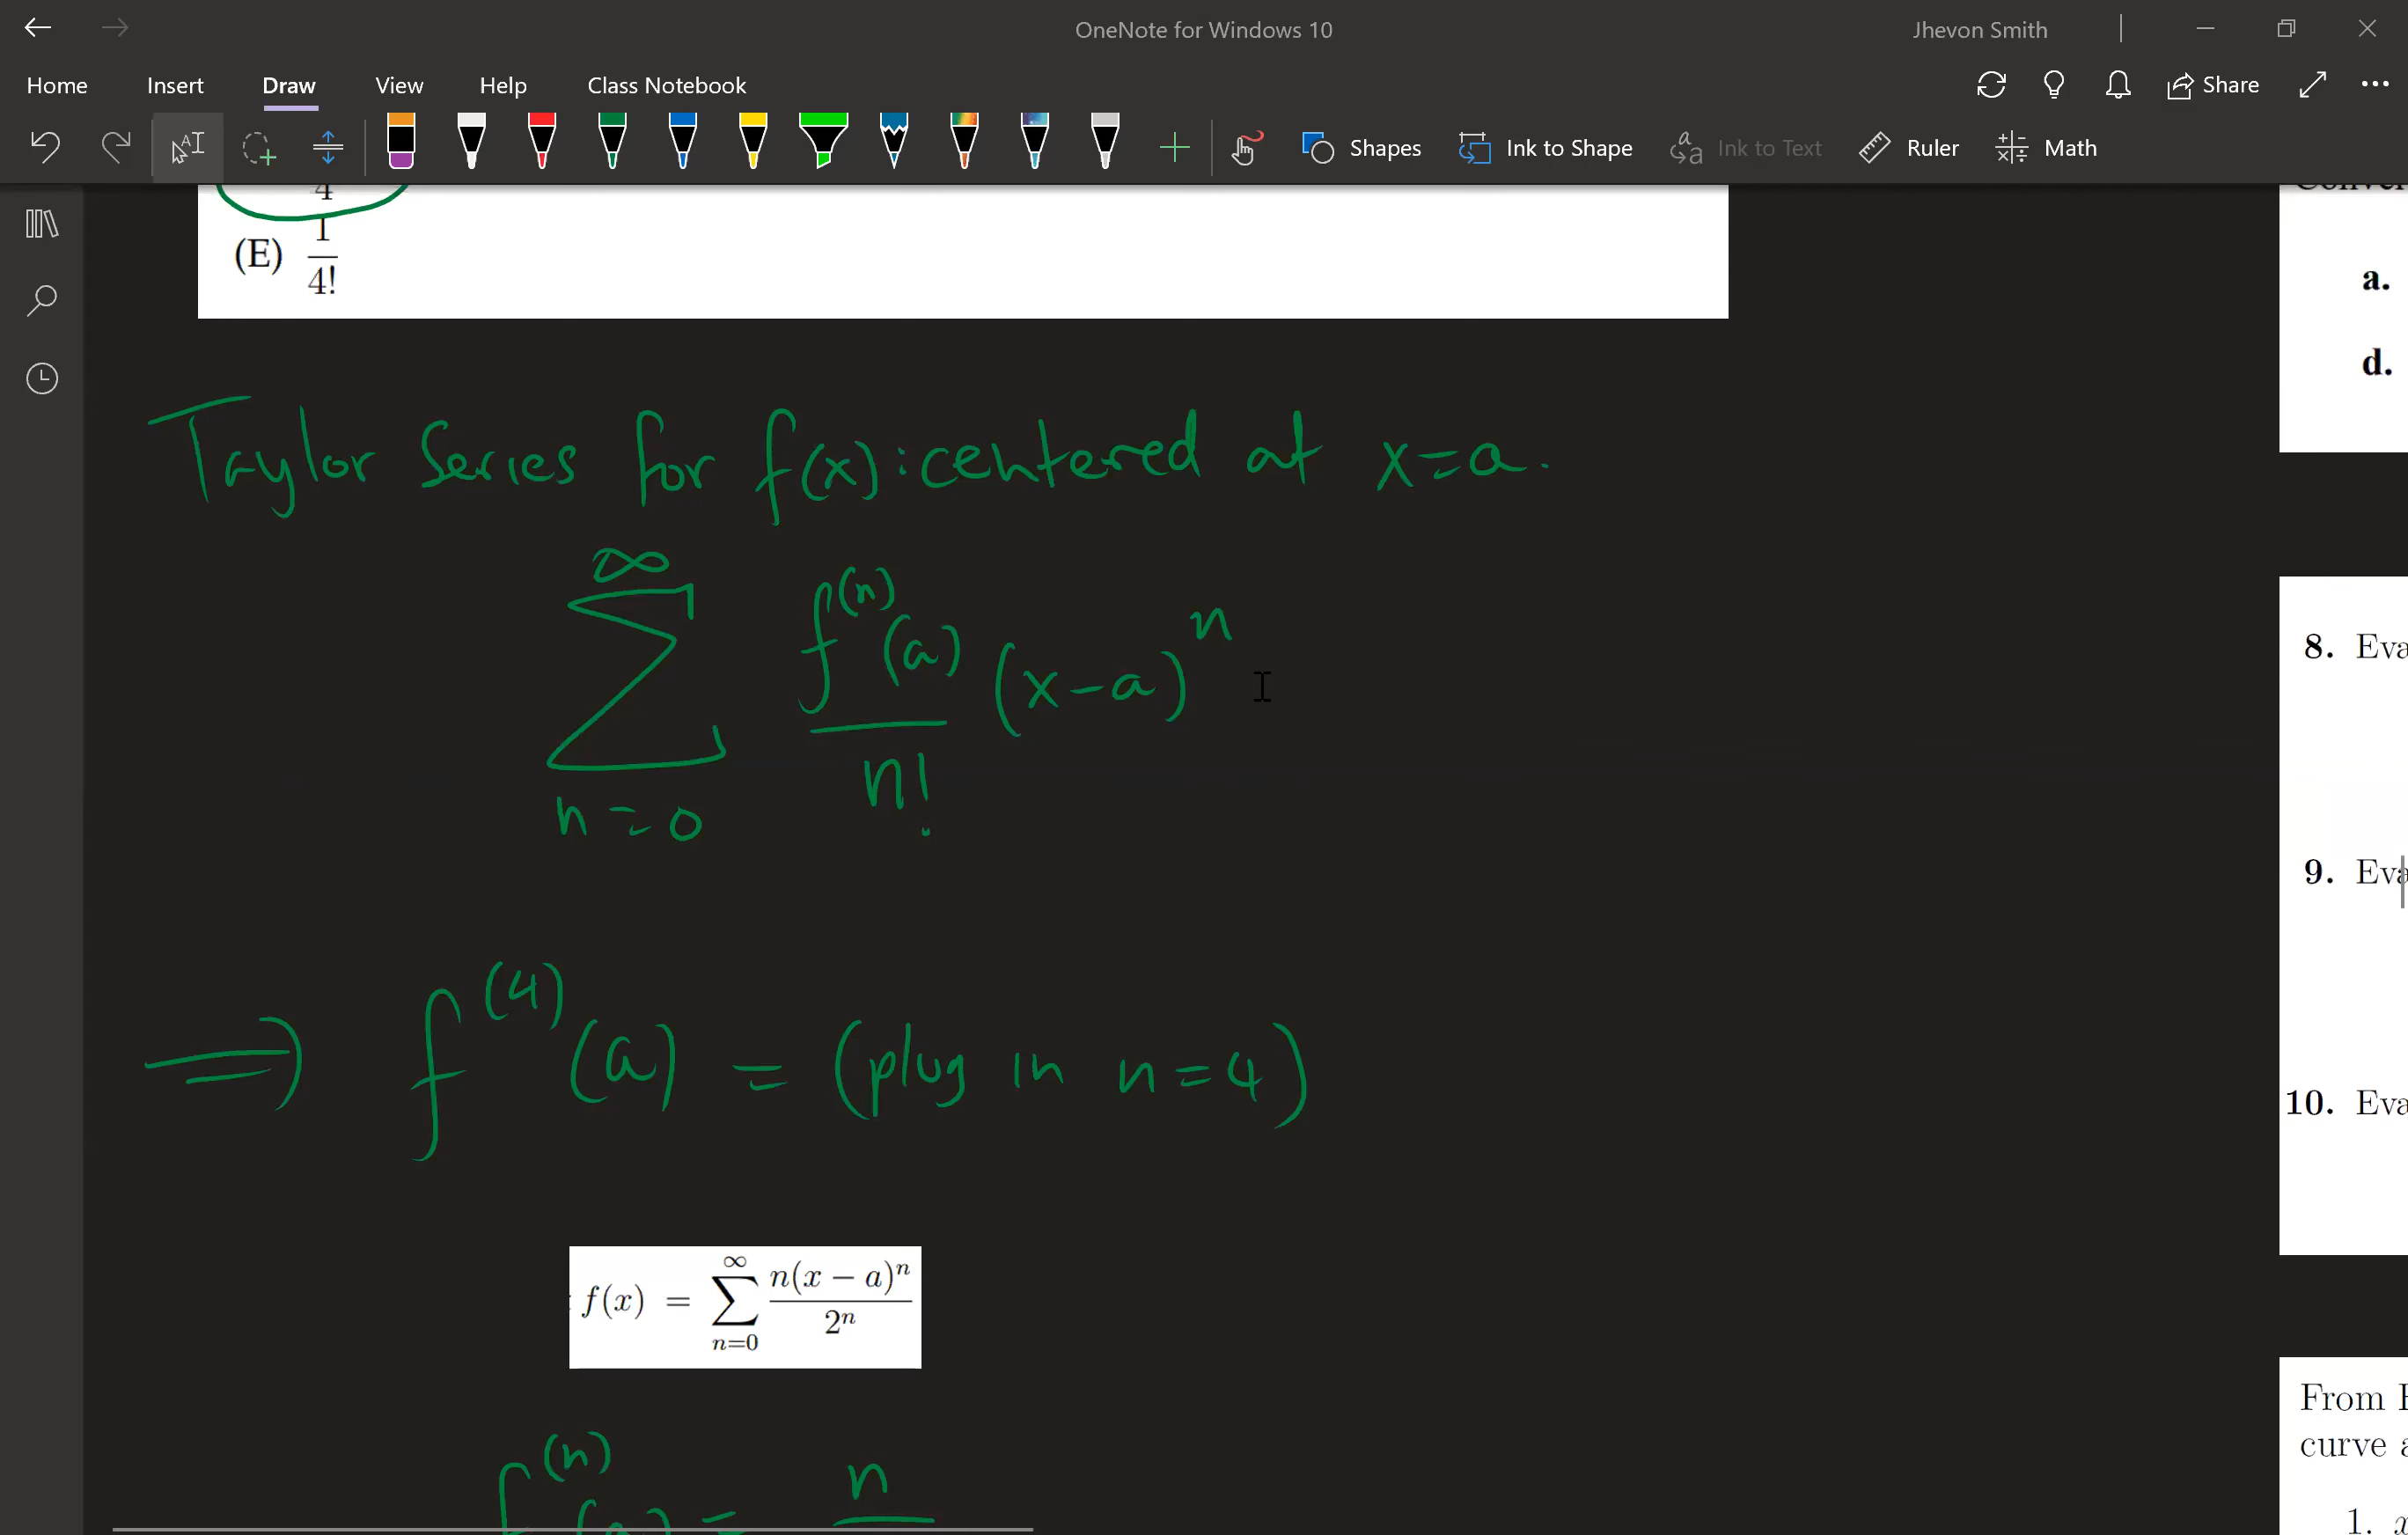 OneNote for Windows 10
Jhevon Smith
Home Insert Draw View Help Class Notebook
Share
Shapes Ink to Shape Ink to Text Ruler Math
4
(E) 1/4!
Taylor Series for f(x): centered at x=a.
∑_{n=0}^{∞} f^{(n)}(a)/n! (x-a)^n
⇒ f^{(4)}(a) = (plug in n=4)
f(x) = ∑_{n=0}^{∞} n(x − a)^n/2^n
f^{(n)}(a) = n
a.
d.
8. Eva
9. Eva
10. Eva
From
curve a
1.